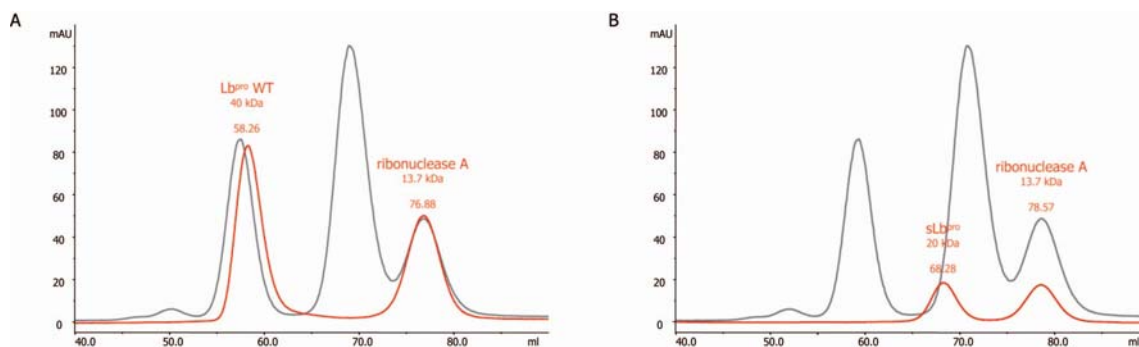 A
mAU
120
100
80
60
40
20
0
40.0 50.0 60.0 70.0 80.0 ml
Lbᵖʳᵒ WT
40 kDa
58.26
ribonuclease A
13.7 kDa
76.88
B
mAU
120
100
80
60
40
20
0
40.0 50.0 60.0 70.0 80.0 ml
sLbᵖʳᵒ
20 kDa
68.28
ribonuclease A
13.7 kDa
78.57